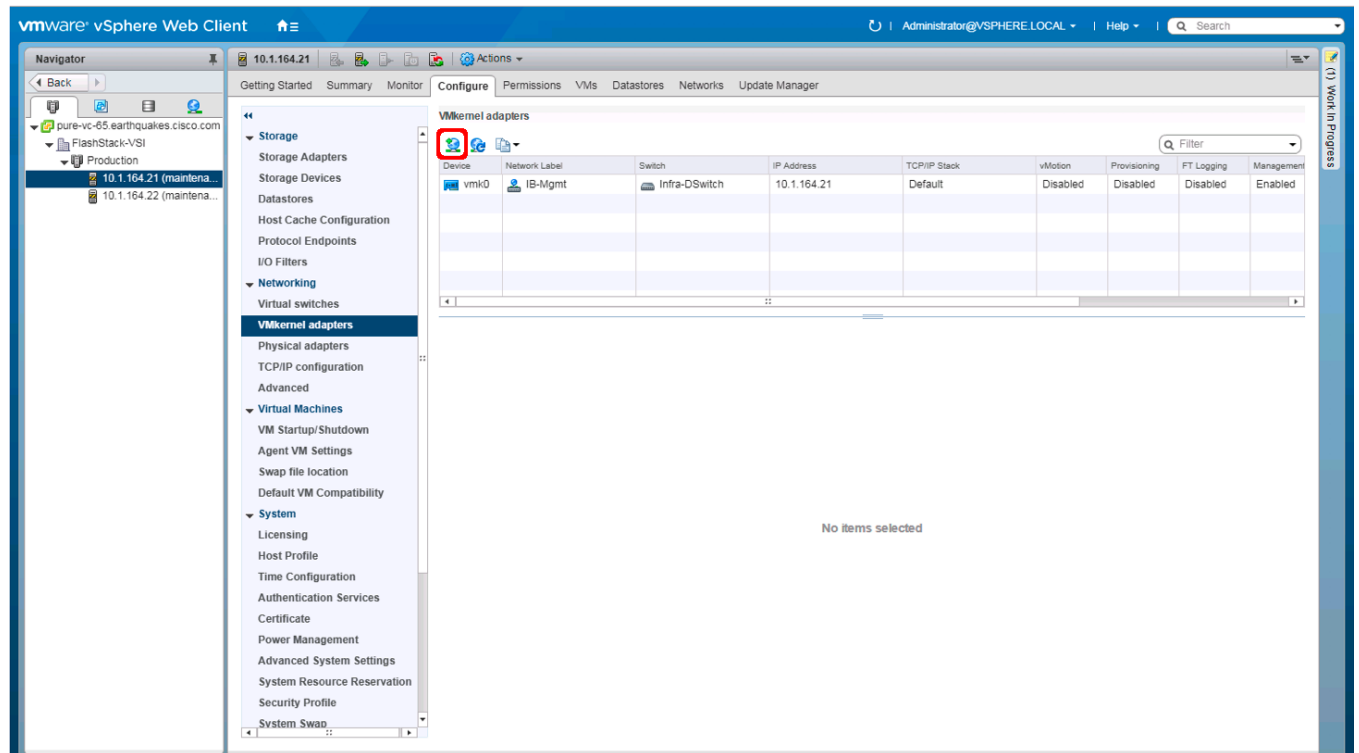 vmware® vSphere Web Client
Administrator@VSPHERE.LOCAL
Help
Search
Navigator
Back
pure-vc-65.earthquakes.cisco.com
FlashStack-VSI
Production
10.1.164.21 (maintena...
10.1.164.22 (maintena...
10.1.164.21
Actions
Getting Started Summary Monitor Configure Permissions VMs Datastores Networks Update Manager
Storage
Storage Adapters
Storage Devices
Datastores
Host Cache Configuration
Protocol Endpoints
I/O Filters
Networking
Virtual switches
VMkernel adapters
Physical adapters
TCP/IP configuration
Advanced
Virtual Machines
VM Startup/Shutdown
Agent VM Settings
Swap file location
Default VM Compatibility
System
Licensing
Host Profile
Time Configuration
Authentication Services
Certificate
Power Management
Advanced System Settings
System Resource Reservation
Security Profile
System Swap
VMkernel adapters
Filter
Device Network Label Switch IP Address TCP/IP Stack vMotion Provisioning FT Logging Management
vmk0 IB-Mgmt Infra-DSwitch 10.1.164.21 Default Disabled Disabled Disabled Enabled
No items selected
(1) Work In Progress